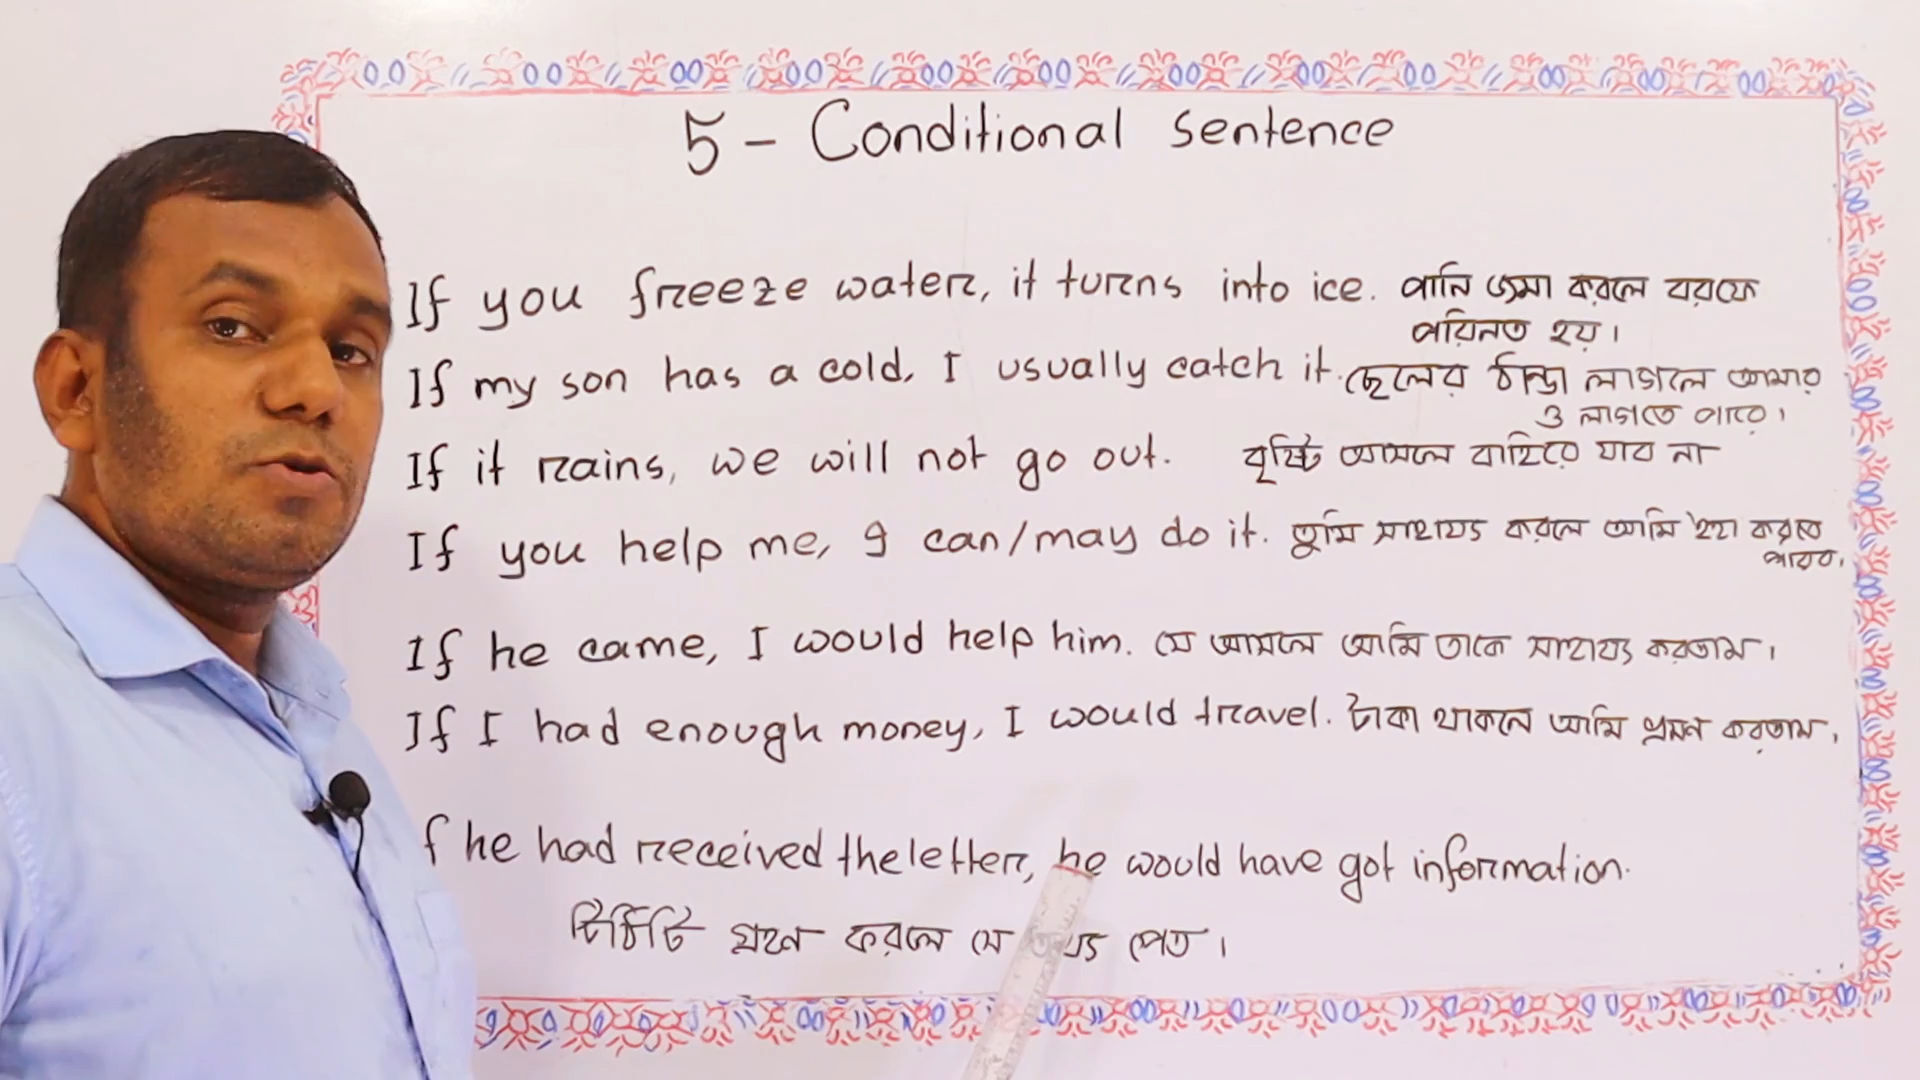 5 - Conditional sentence
If you freeze water, it turns into ice. পানি জমা করলে বরফে
পরিনত হয়।
If my son has a cold, I usually catch it. ছেলের ঠান্ডা লাগলে আমার
ও লাগতে পারে।
If it rains, we will not go out. বৃষ্টি আসলে বাহিরে যাব না
If you help me, I can/may do it. তুমি সাহায্য করলে আমি ইহা করতে
পারব।
If he came, I would help him. সে আসলে আমি তাকে সাহায্য করতাম।
If I had enough money, I would travel. টাকা থাকলে আমি ভ্রমন করতাম।
f he had received the letter, he would have got information.
চিঠিটি গ্রহন করলে সে তথ্য পেত।